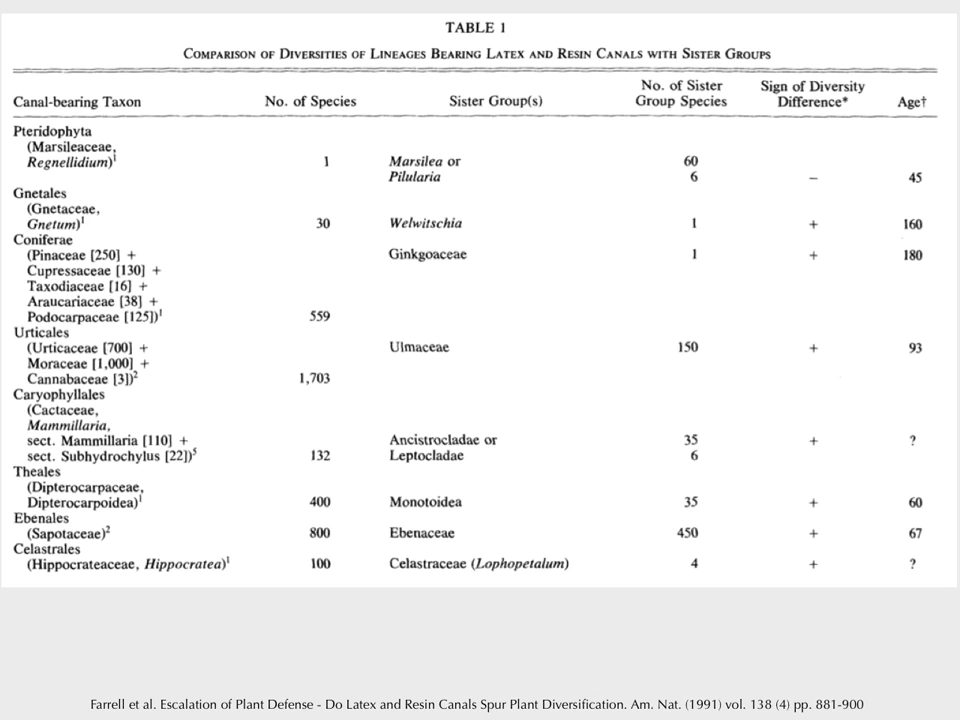 TABLE 1
COMPARISON OF DIVERSITIES OF LINEAGES BEARING LATEX AND RESIN CANALS WITH SISTER GROUPS
Canal-bearing Taxon No. of Species Sister Group(s) No. of Sister Group Species Sign of Diversity Difference* Age†
Pteridophyta
(Marsileaceae,
Regnellidium)¹ 1 Marsilea or 60
Pilularia 6 − 45
Gnetales
(Gnetaceae,
Gnetum)¹ 30 Welwitschia 1 + 160
Coniferae
(Pinaceae [250] + Ginkgoaceae 1 + 180
Cupressaceae [130] +
Taxodiaceae [16] +
Araucariaceae [38] +
Podocarpaceae [125])¹ 559
Urticales
(Urticaceae [700] + Ulmaceae 150 + 93
Moraceae [1,000] +
Cannabaceae [3])² 1,703
Caryophyllales
(Cactaceae,
Mammillaria,
sect. Mammillaria [110] + Ancistrocladae or 35 + ?
sect. Subhydrochylus [22])⁵ 132 Leptocladae 6
Theales
(Dipterocarpaceae,
Dipterocarpoidea)¹ 400 Monotoidea 35 + 60
Ebenales
(Sapotaceae)² 800 Ebenaceae 450 + 67
Celastrales
(Hippocrateaceae, Hippocratea)¹ 100 Celastraceae (Lophopetalum) 4 + ?
Farrell et al. Escalation of Plant Defense - Do Latex and Resin Canals Spur Plant Diversification. Am. Nat. (1991) vol. 138 (4) pp. 881-900